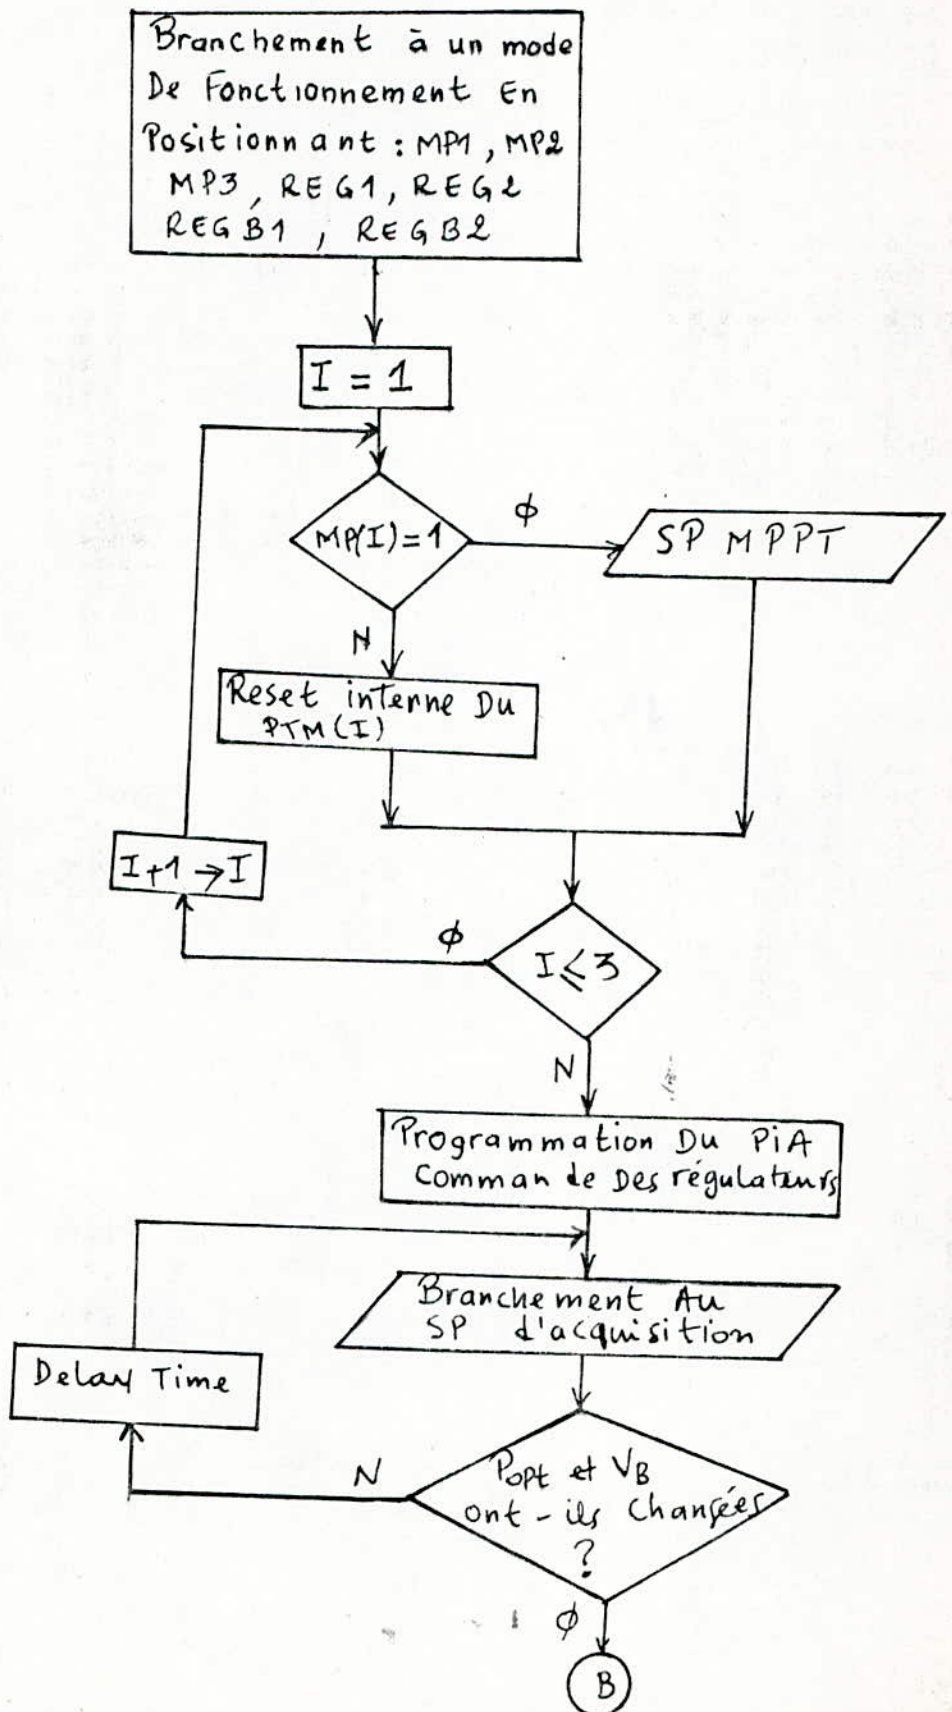 Branchement à un mode
De Fonctionnement En
Positionnant : MP1, MP2
MP3, REG1, REG2
REGB1, REGB2
I = 1
MP(I)=1
ϕ
SP MPPT
N
Reset interne Du
PTM(I)
I+1 → I
ϕ
I ≤ 3
N
Programmation Du PiA
Commande Des régulateurs
Branchement Au
SP d'acquisition
Delay Time
N
Popt et VB
ont-ils Changées
?
ϕ
B